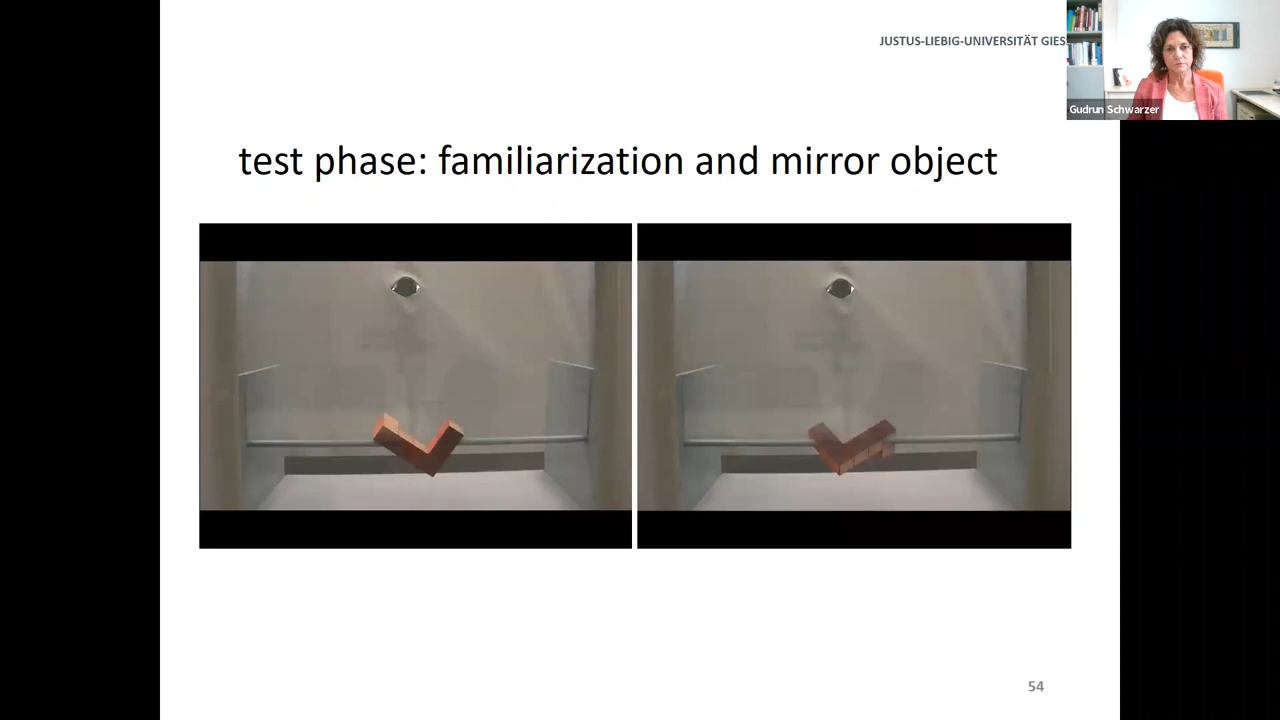 JUSTUS-LIEBIG-UNIVERSITÄT GIES
Gudrun Schwarzer
test phase: familiarization and mirror object
54